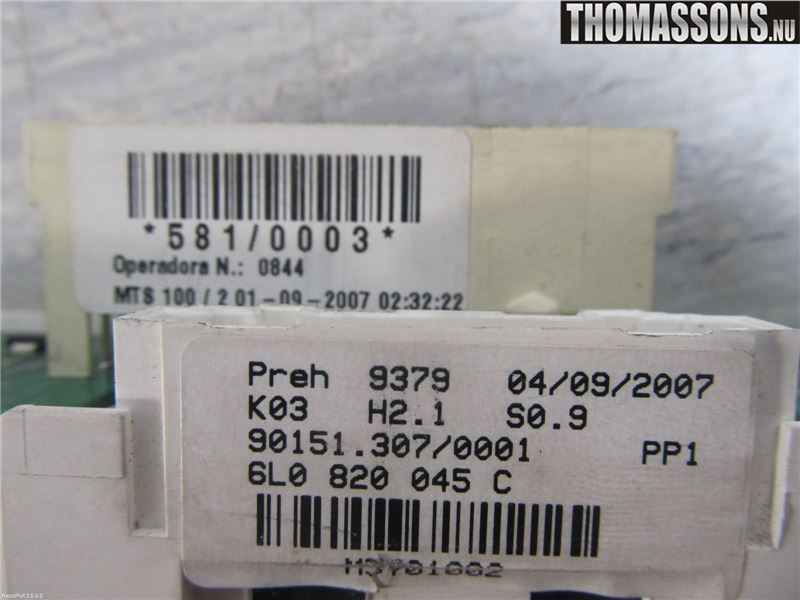 THOMASSONS.NU
*581/0003*
Operadora N.: 0844
MTS 100 / 2 01-09-2007 02:32:22
Preh 9379 04/09/2007
K03 H2.1 S0.9
90151.307/0001 PP1
6L0 820 045 C